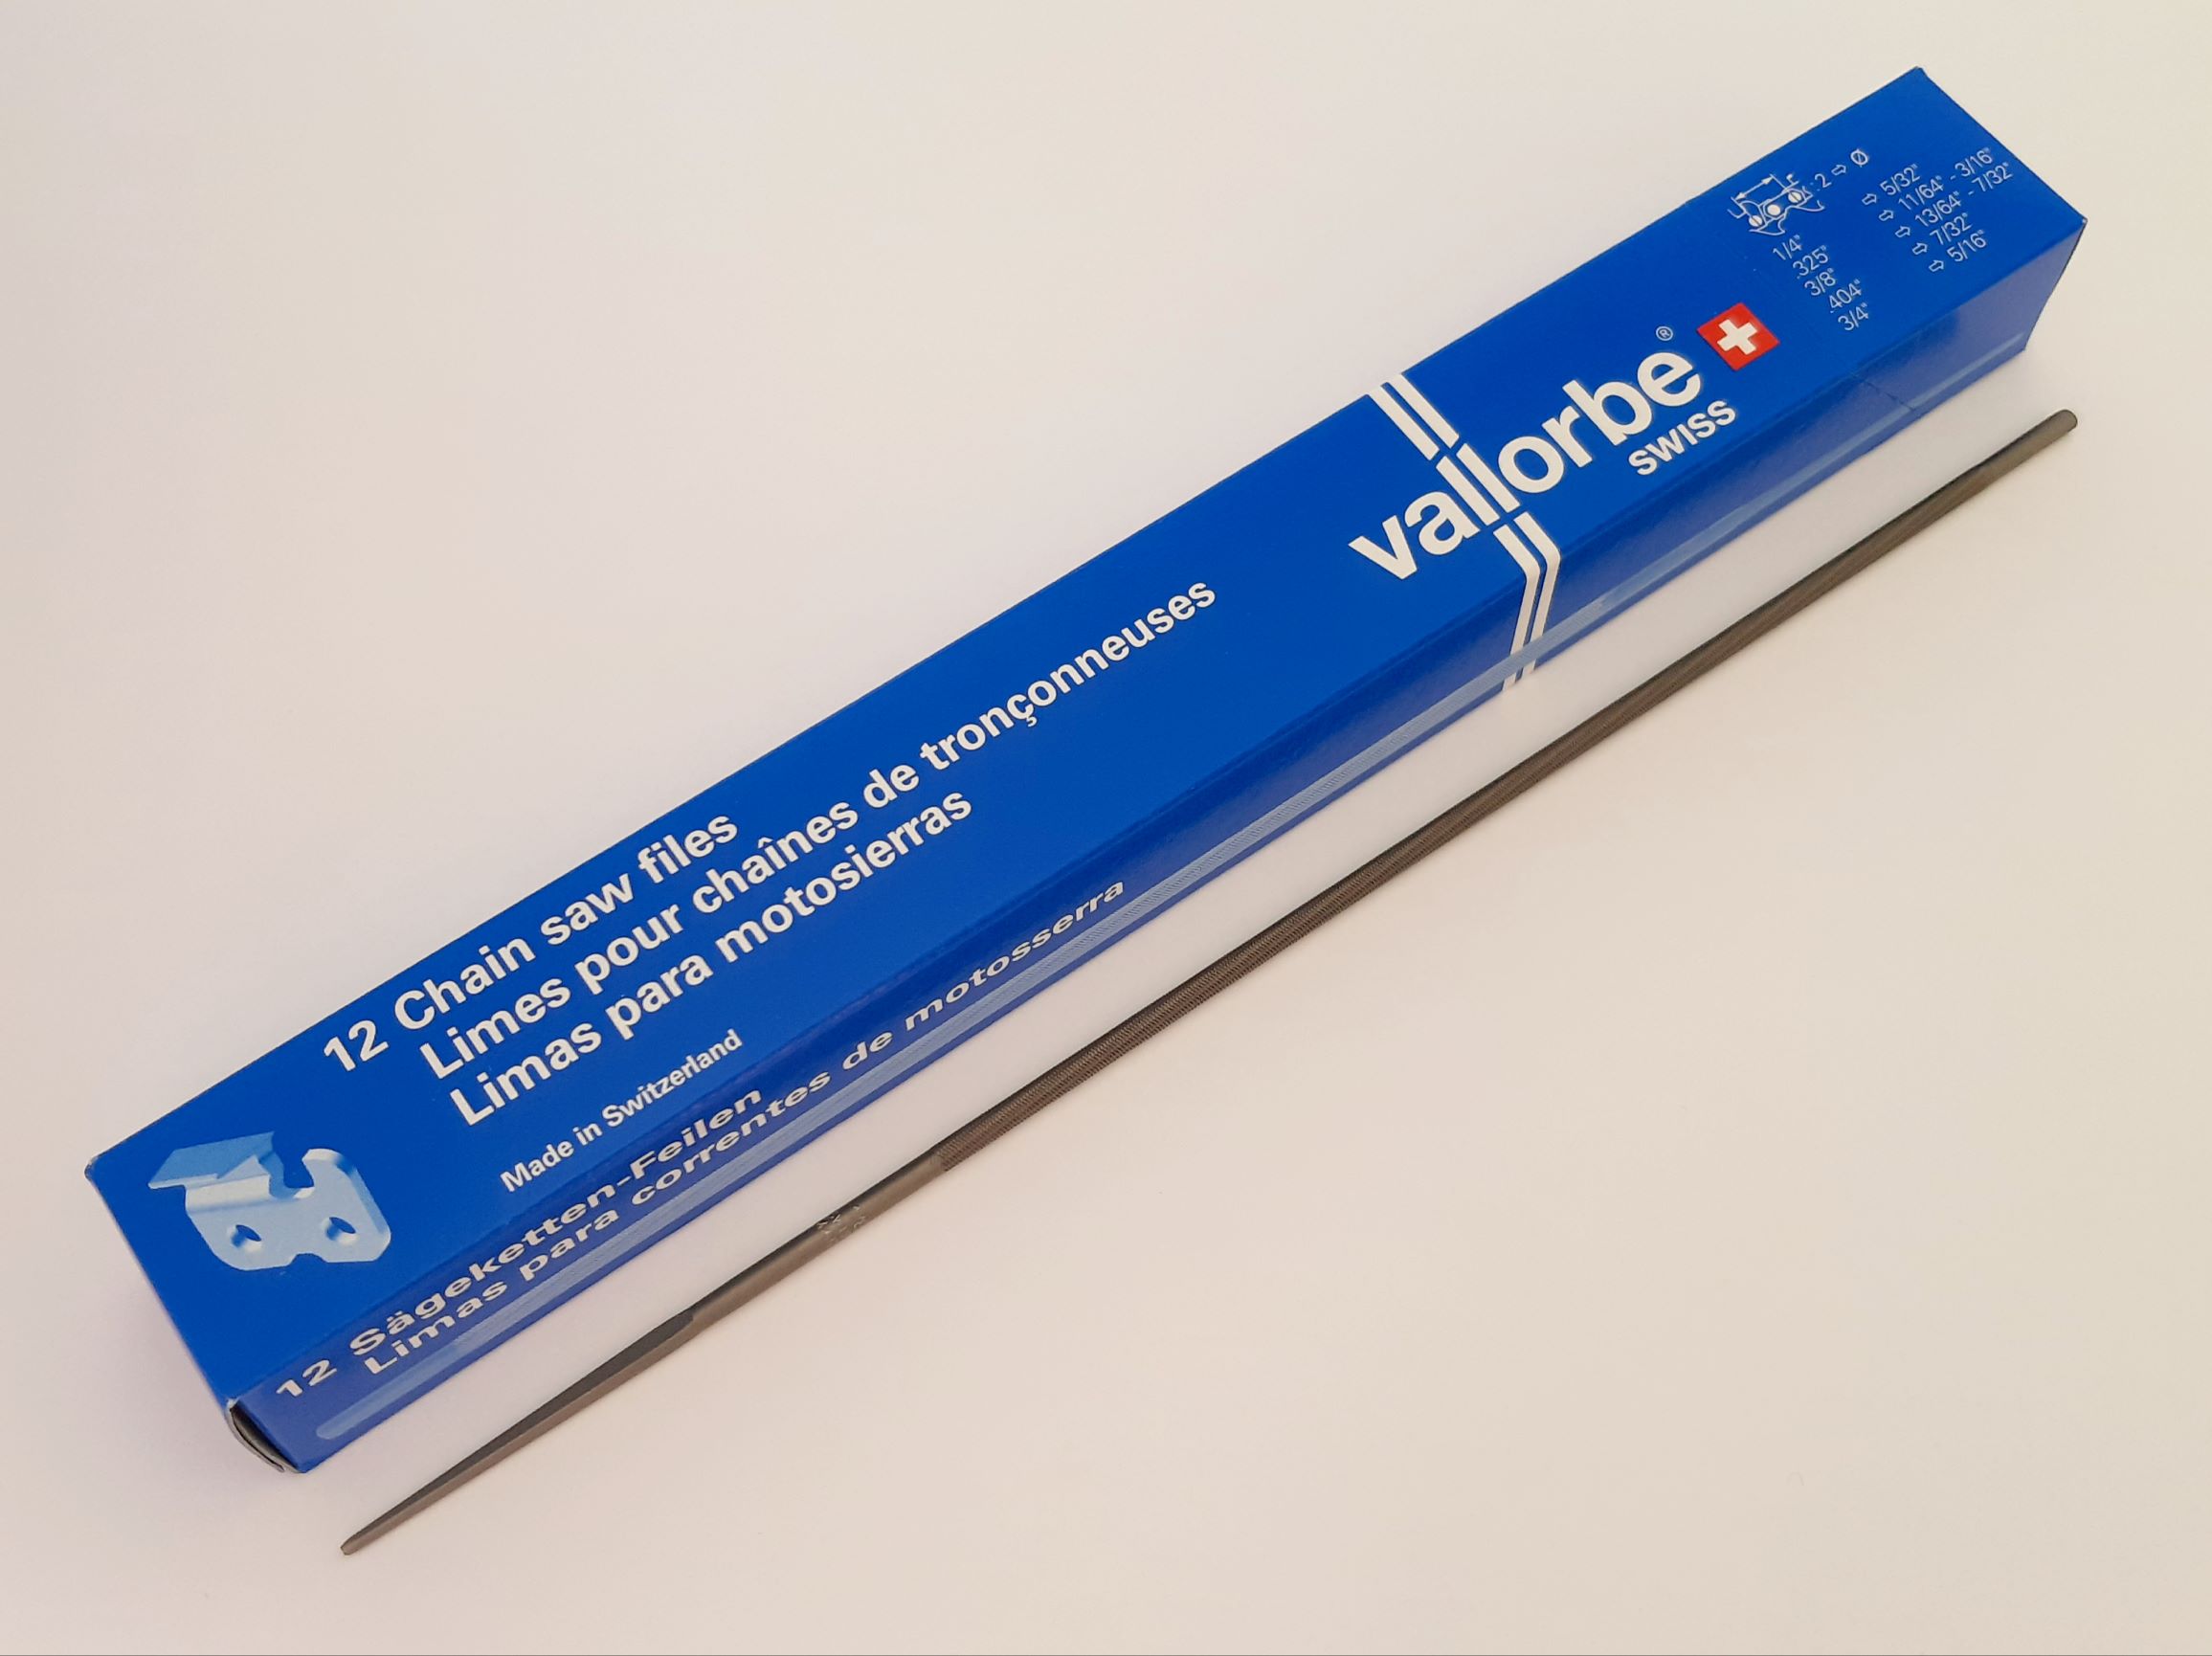 12 Chain saw files
Limes pour chaînes de tronçonneuses
Limas para motosierras
Made in Switzerland
vallorbe®
swiss
:2 ⇨ Ø
1/4" ⇨ 5/32"
.325" ⇨ 11/64" - 3/16"
3/8" ⇨ 13/64" - 7/32"
.404" ⇨ 7/32"
3/4" ⇨ 5/16"
12 Sägeketten-Feilen
Limas para correntes de motosserra